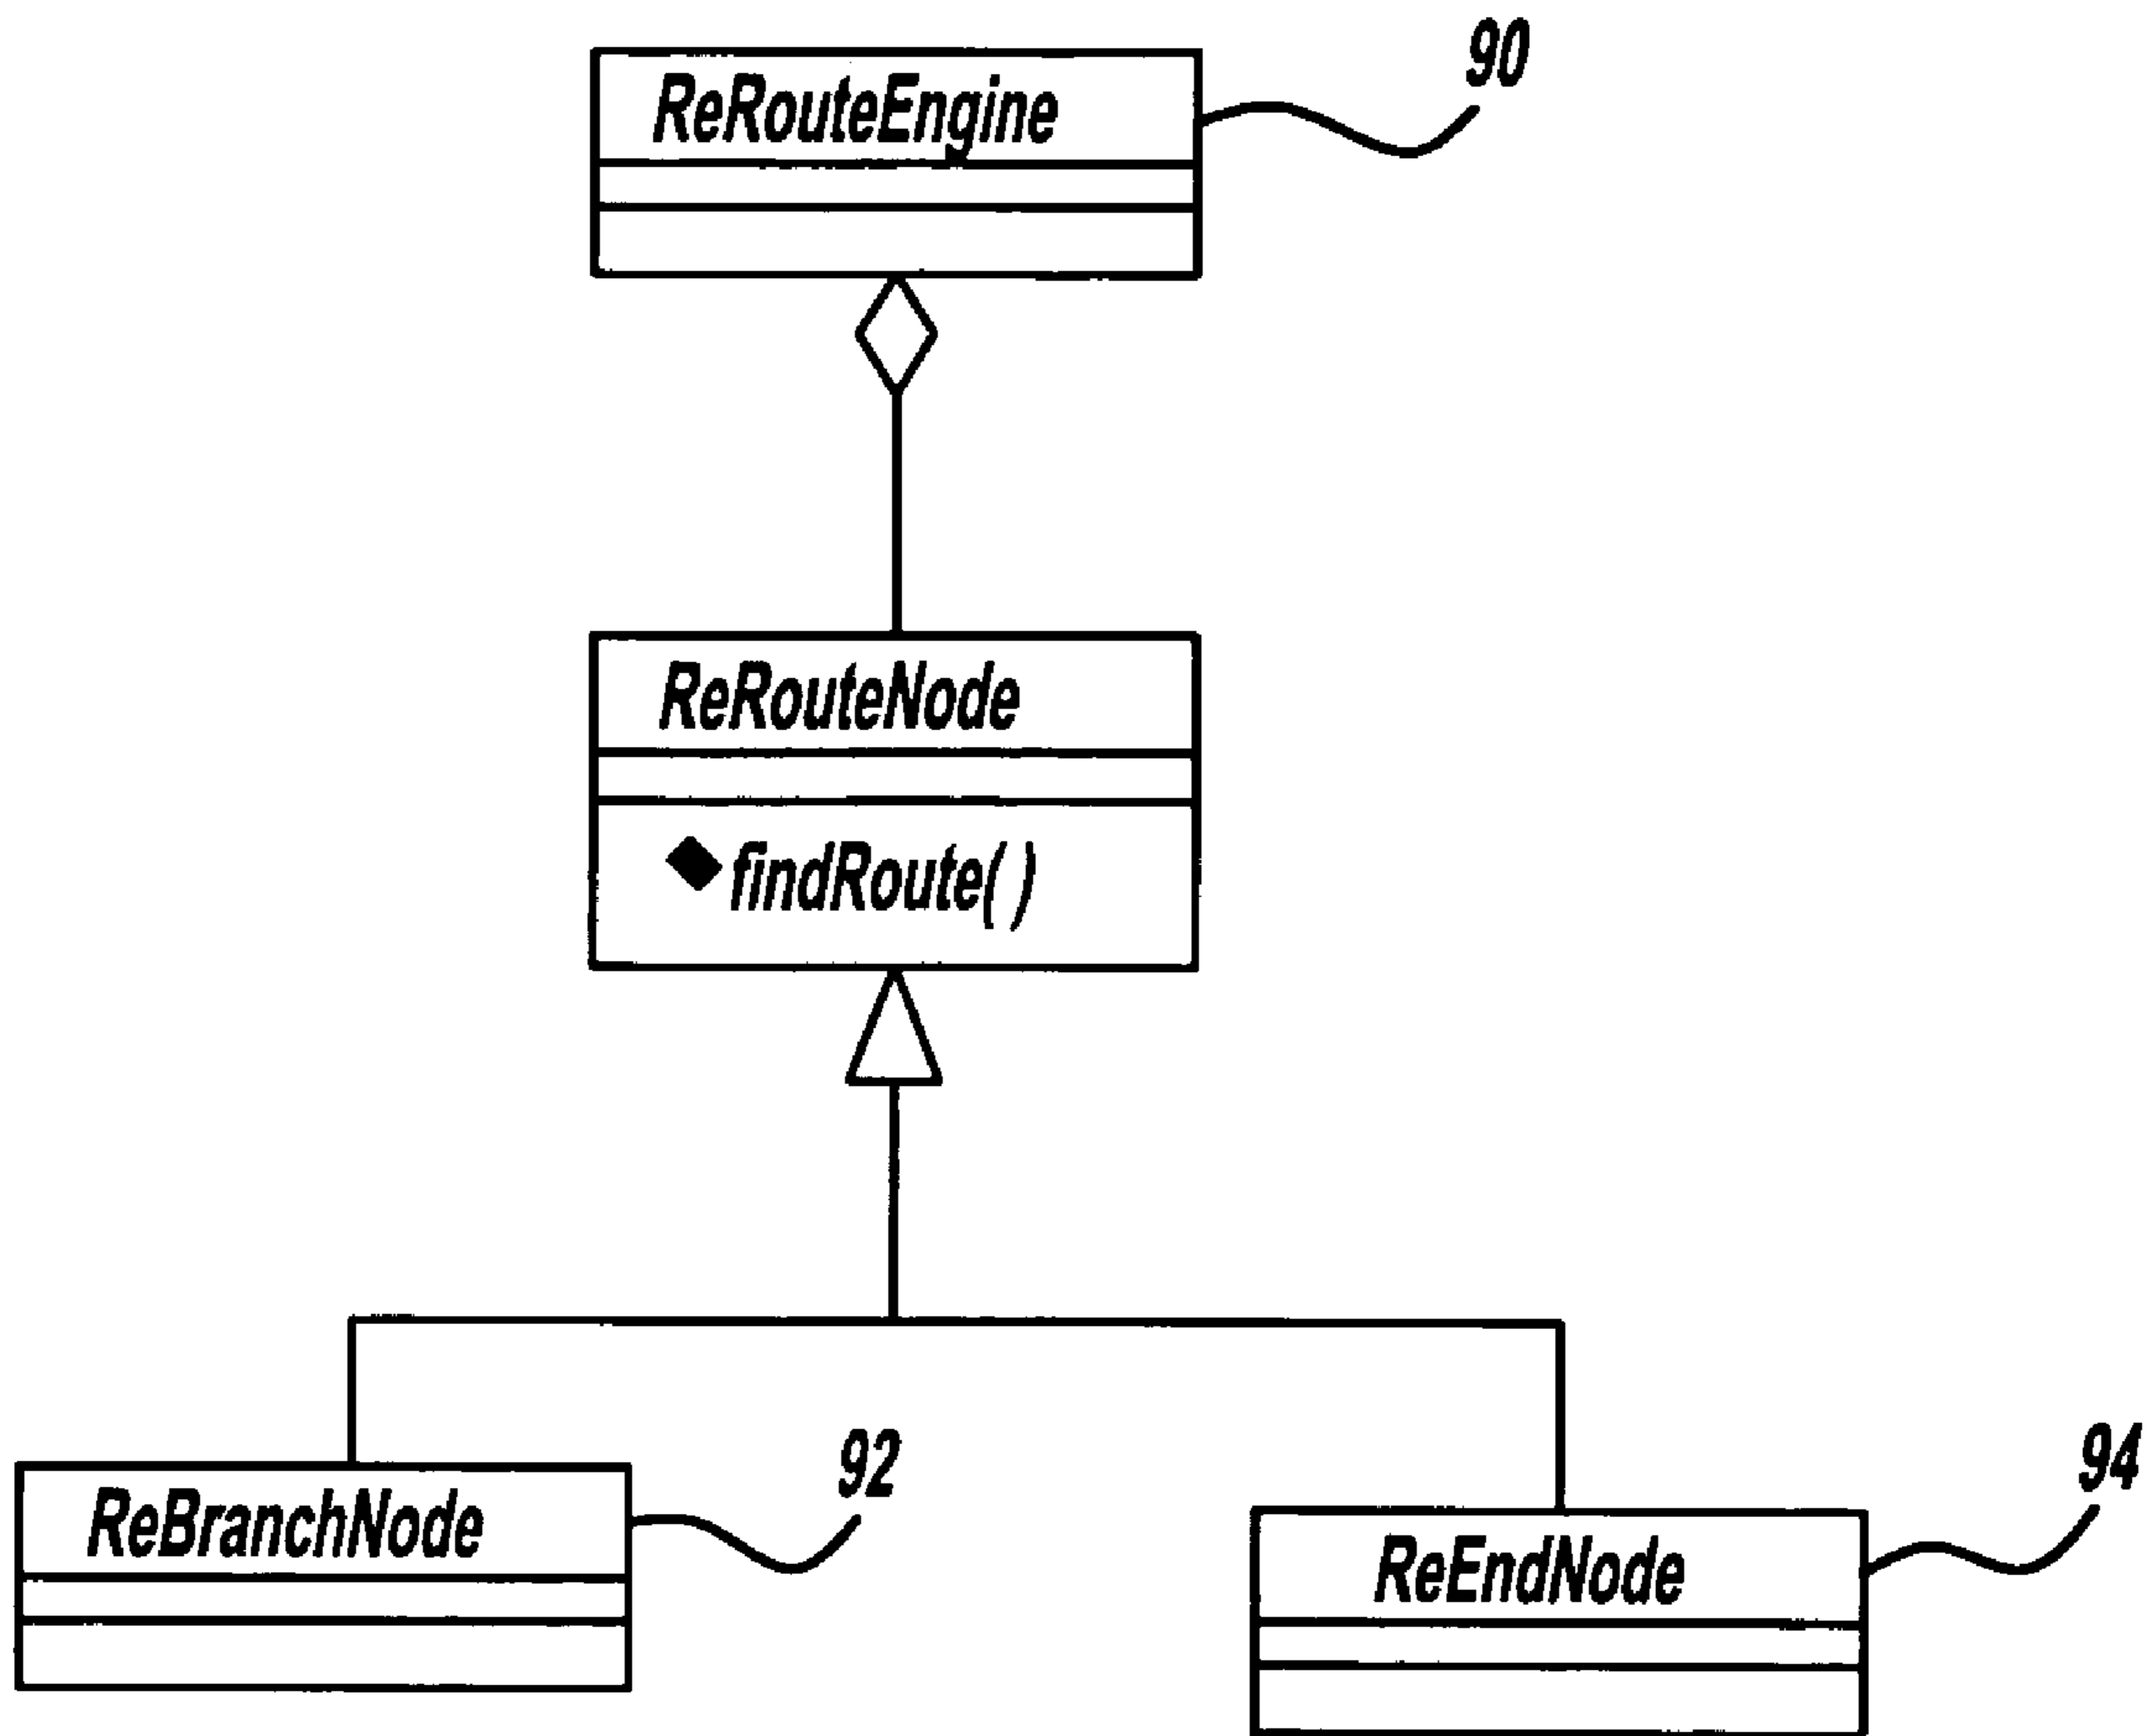 90
ReRouteEngine
ReRouteNode
findRoute( )
92
94
ReBranchNode
ReEndNode